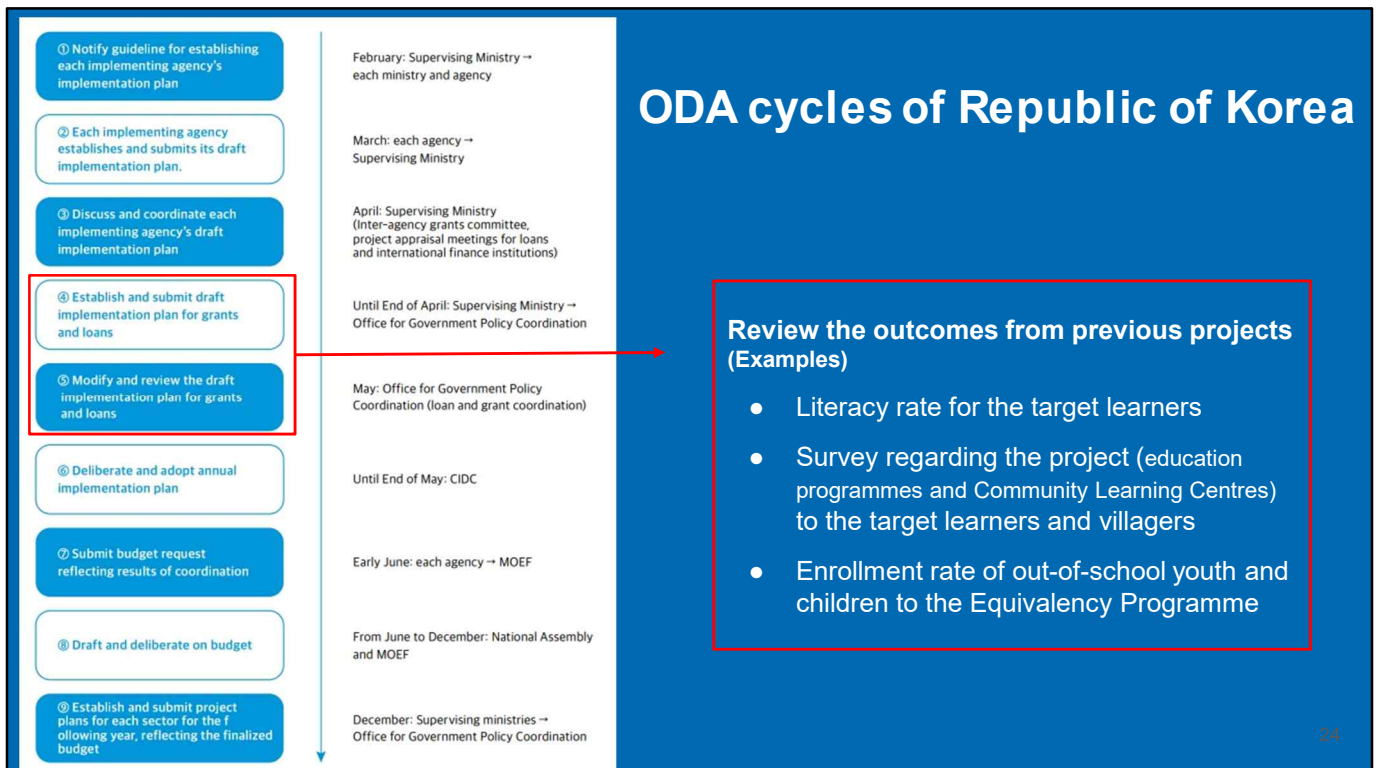 ① Notify guideline for establishing
each implementing agency's
implementation plan
February: Supervising Ministry →
each ministry and agency
② Each implementing agency
establishes and submits its draft
implementation plan.
March: each agency →
Supervising Ministry
③ Discuss and coordinate each
implementing agency's draft
implementation plan
April: Supervising Ministry
(Inter-agency grants committee,
project appraisal meetings for loans
and international finance institutions)
④ Establish and submit draft
implementation plan for grants
and loans
Until End of April: Supervising Ministry →
Office for Government Policy Coordination
⑤ Modify and review the draft
implementation plan for grants
and loans
May: Office for Government Policy
Coordination (loan and grant coordination)
⑥ Deliberate and adopt annual
implementation plan
Until End of May: CIDC
⑦ Submit budget request
reflecting results of coordination
Early June: each agency → MOEF
⑧ Draft and deliberate on budget
From June to December: National Assembly
and MOEF
⑨ Establish and submit project
plans for each sector for the f
ollowing year, reflecting the finalized
budget
December: Supervising ministries →
Office for Government Policy Coordination
ODA cycles of Republic of Korea
Review the outcomes from previous projects
(Examples)
● Literacy rate for the target learners
● Survey regarding the project (education
programmes and Community Learning Centres)
to the target learners and villagers
● Enrollment rate of out-of-school youth and
children to the Equivalency Programme
24